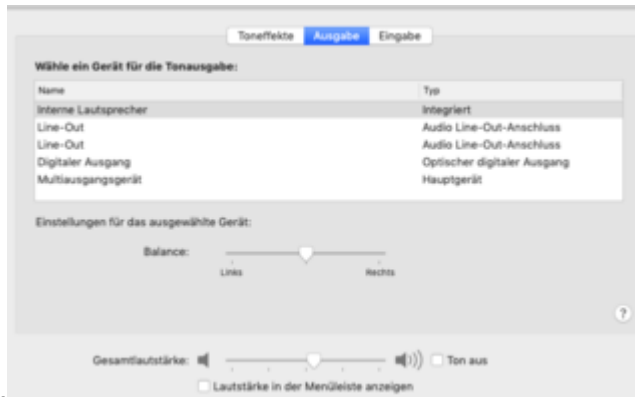 Toneffekte Ausgabe Eingabe
Wähle ein Gerät für die Tonausgabe:
Name Typ
Interne Lautsprecher Integriert
Line-Out Audio Line-Out-Anschluss
Line-Out Audio Line-Out-Anschluss
Digitaler Ausgang Optischer digitaler Ausgang
Multiausgangsgerät Hauptgerät
Einstellungen für das ausgewählte Gerät:
Balance:
Links Rechts
?
Gesamtlautstärke: Ton aus
Lautstärke in der Menüleiste anzeigen